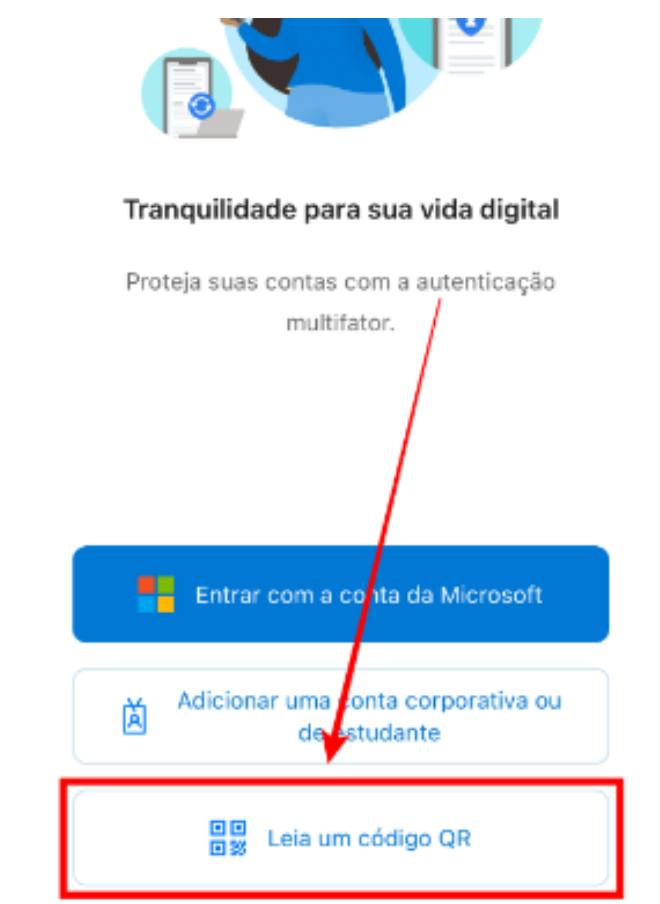 Tranquilidade para sua vida digital
Proteja suas contas com a autenticação
multifator.
Entrar com a conta da Microsoft
Adicionar uma conta corporativa ou
de estudante
Leia um código QR